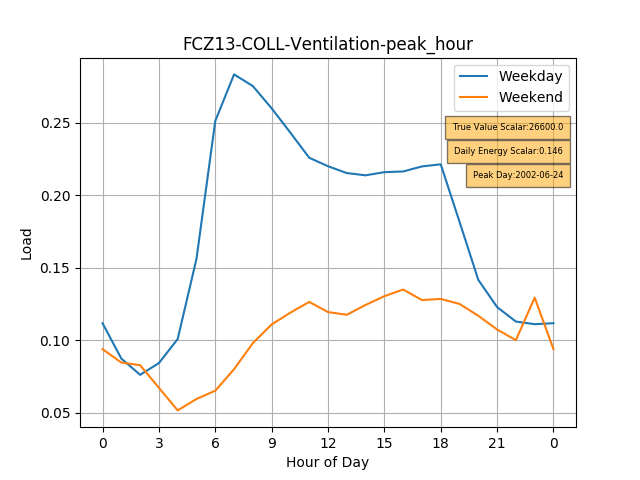 FCZ13-COLL-Ventilation-peak_hour
Weekday
Weekend
True Value Scalar:26600.0
Daily Energy Scalar:0.146
Peak Day:2002-06-24
Load
0.25
0.20
0.15
0.10
0.05
0 3 6 9 12 15 18 21 0
Hour of Day